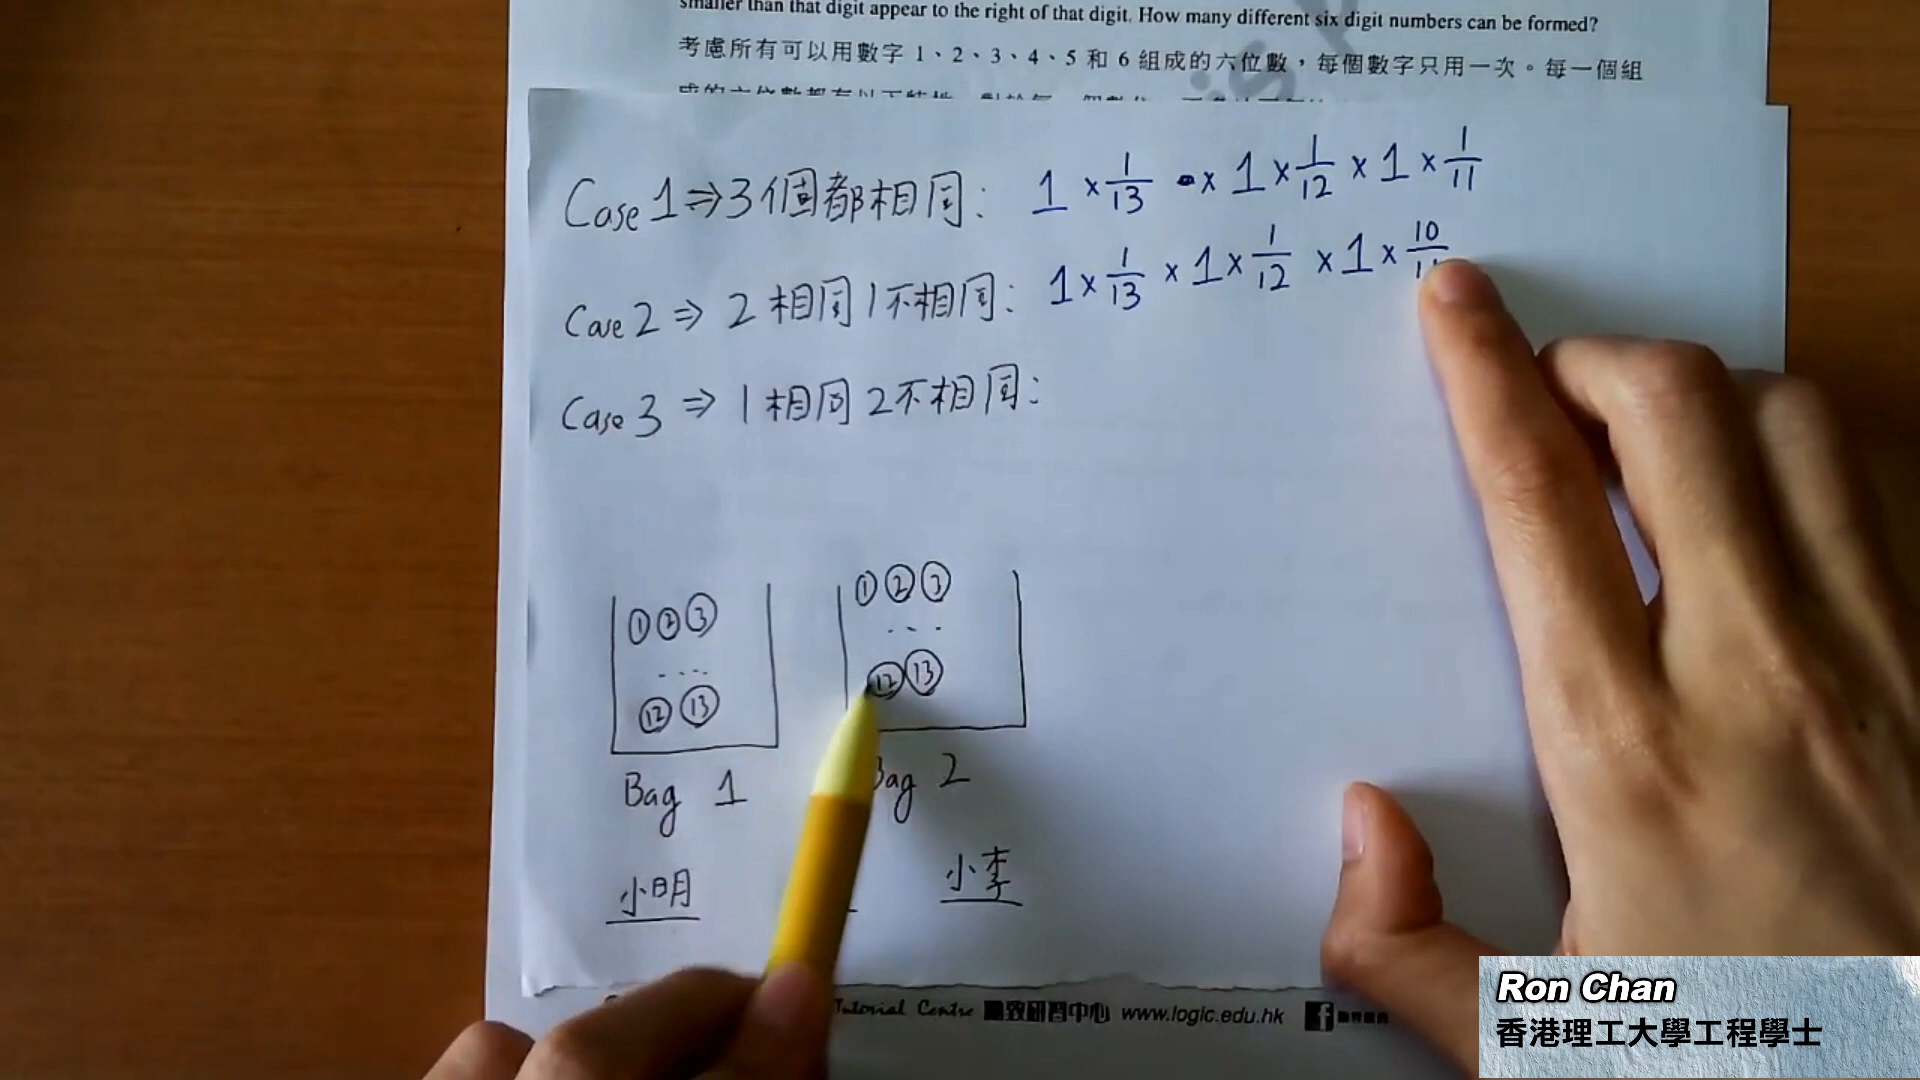 smaller than that digit appear to the right of that digit. How many different six digit numbers can be formed?
考慮所有可以用數字 1、2、3、4、5 和 6 組成的六位數，每個數字只用一次。每一個組
Case 1 ⇒ 3個都相同: 1 × 1/13 × 1 × 1/12 × 1 × 1/11
Case 2 ⇒ 2相同1不相同: 1 × 1/13 × 1 × 1/12 × 1 × 10/11
Case 3 ⇒ 1相同2不相同:
① ② ③
... 
⑫ ⑬
Bag 1
小明
① ② ③
...
⑫ ⑬
Bag 2
小李
Tutorial Centre 研習中心 www.logic.edu.hk
Ron Chan
香港理工大學工程學士